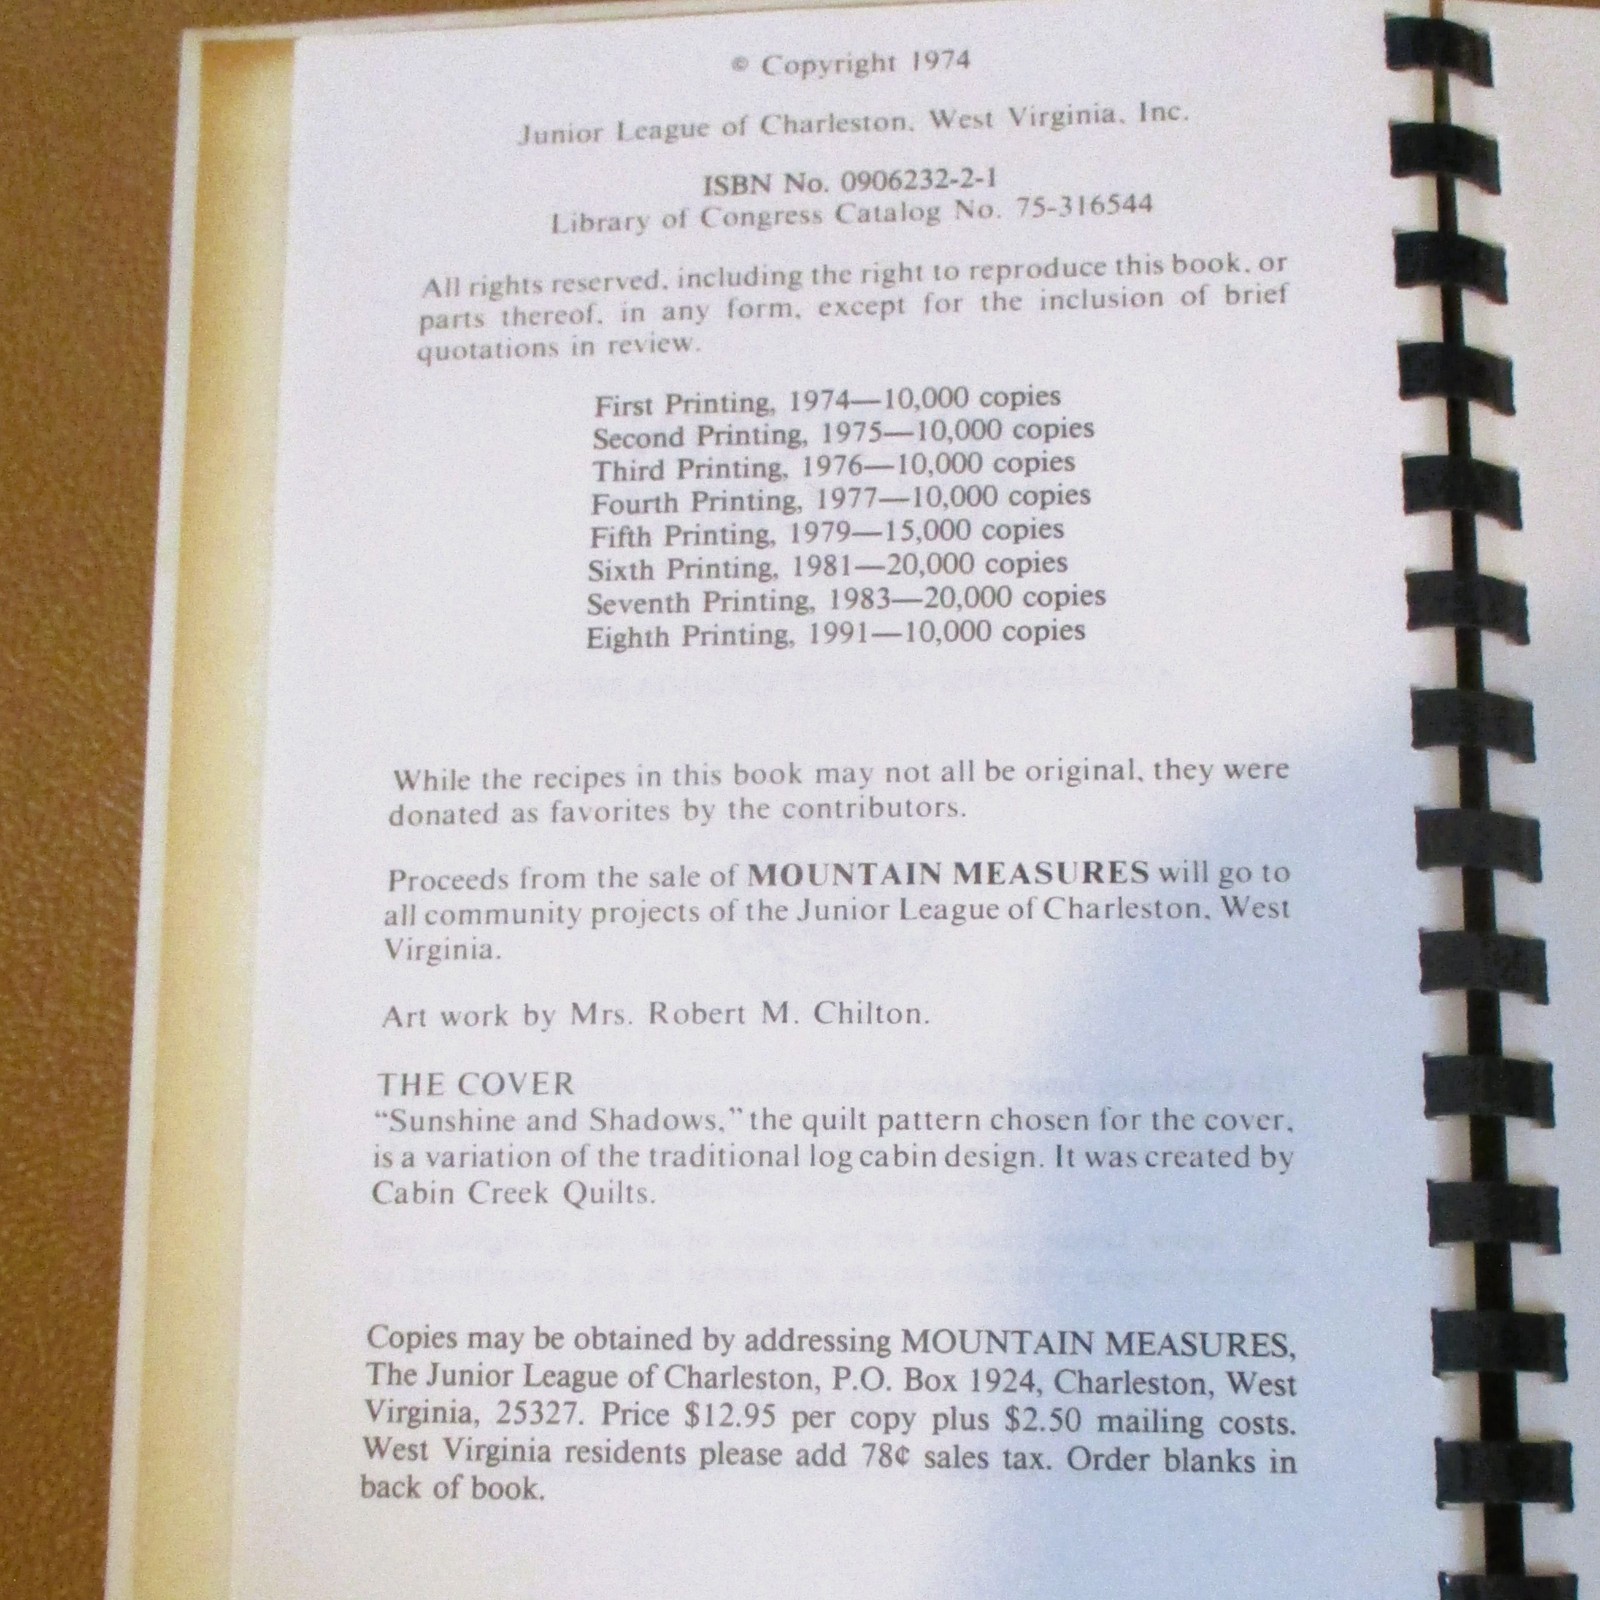 © Copyright 1974
Junior League of Charleston, West Virginia, Inc.
ISBN No. 0906232-2-1
Library of Congress Catalog No. 75-316544
All rights reserved, including the right to reproduce this book, or
parts thereof, in any form, except for the inclusion of brief
quotations in review.
First Printing, 1974—10,000 copies
Second Printing, 1975—10,000 copies
Third Printing, 1976—10,000 copies
Fourth Printing, 1977—10,000 copies
Fifth Printing, 1979—15,000 copies
Sixth Printing, 1981—20,000 copies
Seventh Printing, 1983—20,000 copies
Eighth Printing, 1991—10,000 copies
While the recipes in this book may not all be original, they were
donated as favorites by the contributors.
Proceeds from the sale of MOUNTAIN MEASURES will go to
all community projects of the Junior League of Charleston, West
Virginia.
Art work by Mrs. Robert M. Chilton.
THE COVER
“Sunshine and Shadows,” the quilt pattern chosen for the cover,
is a variation of the traditional log cabin design. It was created by
Cabin Creek Quilts.
Copies may be obtained by addressing MOUNTAIN MEASURES,
The Junior League of Charleston, P.O. Box 1924, Charleston, West
Virginia, 25327. Price $12.95 per copy plus $2.50 mailing costs.
West Virginia residents please add 78¢ sales tax. Order blanks in
back of book.